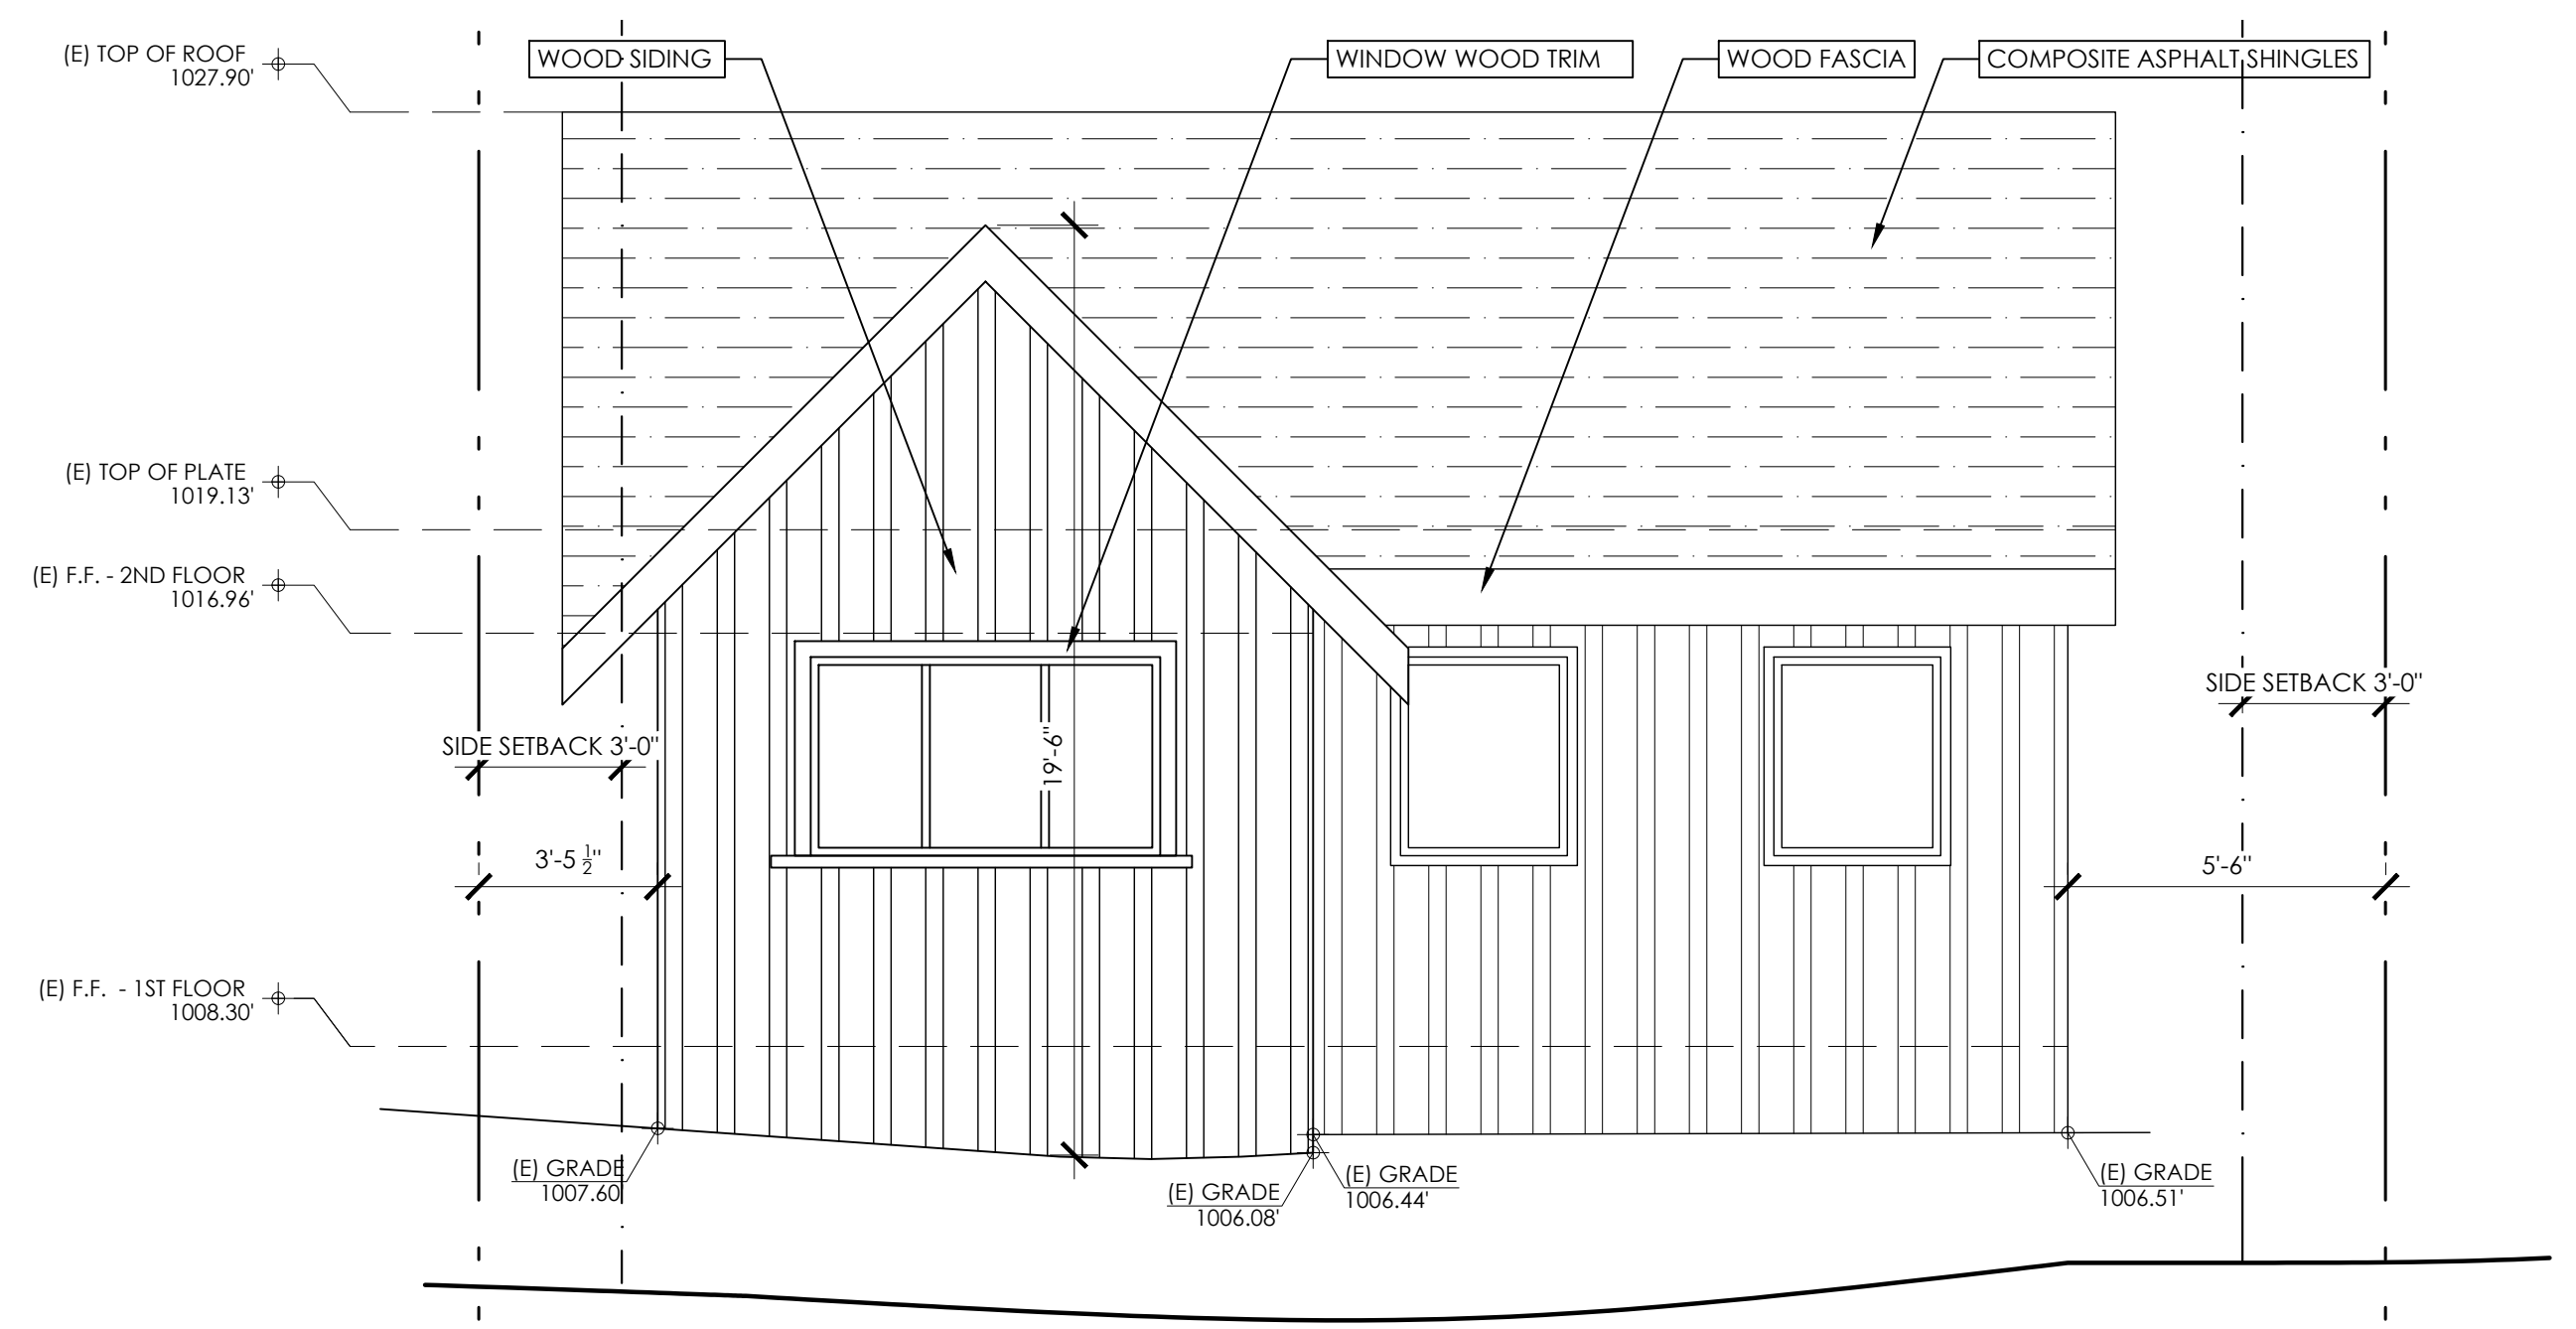 (E) TOP OF ROOF
1027.90'
WOOD SIDING
WINDOW WOOD TRIM
WOOD FASCIA
COMPOSITE ASPHALT SHINGLES
(E) TOP OF PLATE
1019.13'
(E) F.F. - 2ND FLOOR
1016.96'
SIDE SETBACK 3'-0"
SIDE SETBACK 3'-0"
19'-6"
3'-5 1/2"
5'-6"
(E) F.F. - 1ST FLOOR
1008.30'
(E) GRADE
1007.60'
(E) GRADE
1006.08'
(E) GRADE
1006.44'
(E) GRADE
1006.51'